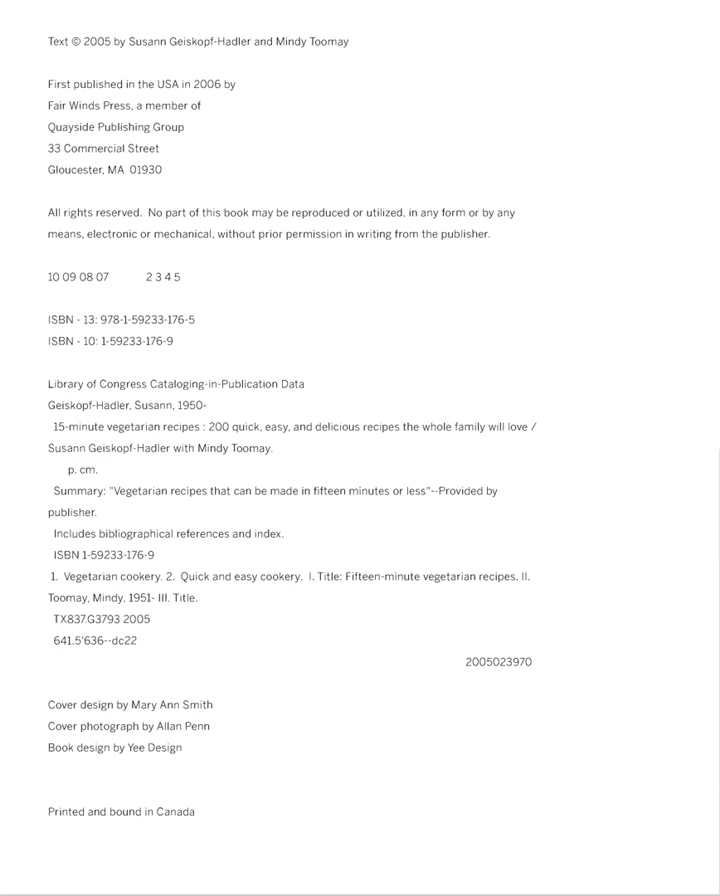 Text © 2005 by Susann Geiskopf-Hadler and Mindy Toomay
First published in the USA in 2006 by
Fair Winds Press, a member of
Quayside Publishing Group
33 Commercial Street
Gloucester, MA  01930
All rights reserved.  No part of this book may be reproduced or utilized, in any form or by any
means, electronic or mechanical, without prior permission in writing from the publisher.
10 09 08 07          2 3 4 5
ISBN - 13: 978-1-59233-176-5
ISBN - 10: 1-59233-176-9
Library of Congress Cataloging-in-Publication Data
Geiskopf-Hadler, Susann, 1950-
15-minute vegetarian recipes : 200 quick, easy, and delicious recipes the whole family will love /
Susann Geiskopf-Hadler with Mindy Toomay.
p. cm.
Summary: "Vegetarian recipes that can be made in fifteen minutes or less"--Provided by
publisher.
Includes bibliographical references and index.
ISBN 1-59233-176-9
1.  Vegetarian cookery. 2.  Quick and easy cookery.  I. Title: Fifteen-minute vegetarian recipes. II.
Toomay, Mindy, 1951- III. Title.
TX837.G3793 2005
641.5'636--dc22
2005023970
Cover design by Mary Ann Smith
Cover photograph by Allan Penn
Book design by Yee Design
Printed and bound in Canada